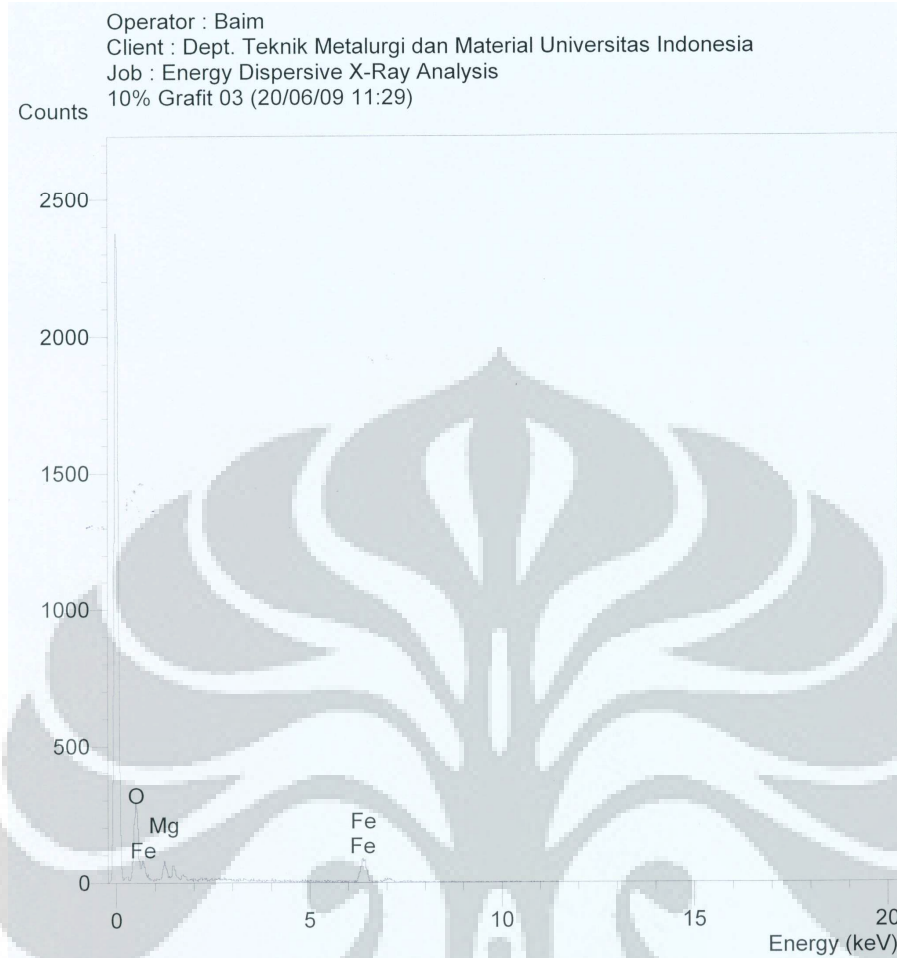 Operator : Baim
Client : Dept. Teknik Metalurgi dan Material Universitas Indonesia
Job : Energy Dispersive X-Ray Analysis
10% Grafit 03 (20/06/09 11:29)
Counts
2500
2000
1500
1000
500
O
Mg
Fe
Fe
Fe
0
0 5 10 15 20
Energy (keV)